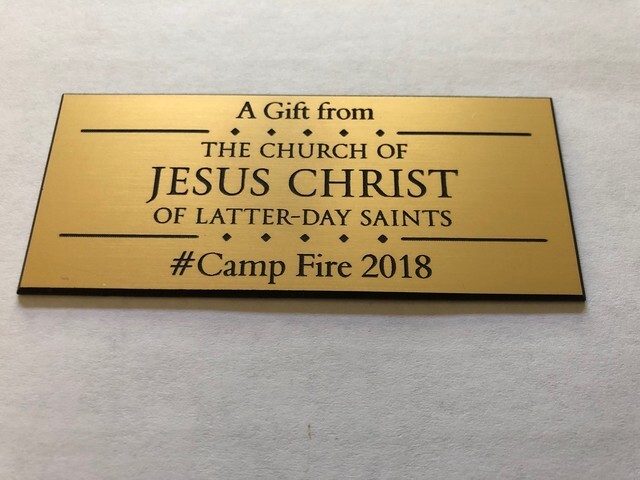 A Gift from
THE CHURCH OF
JESUS CHRIST
OF LATTER-DAY SAINTS
#Camp Fire 2018